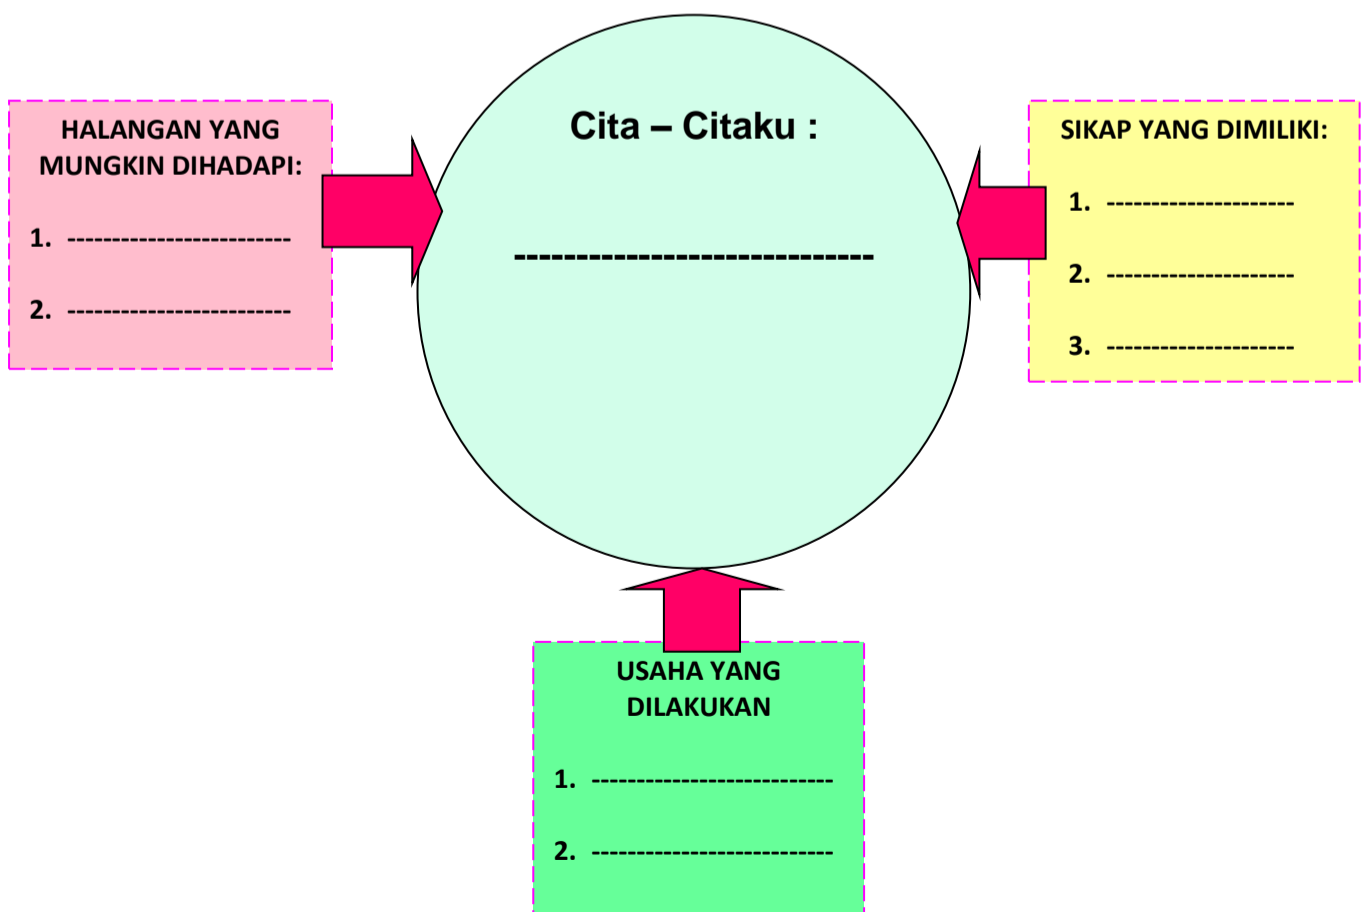 HALANGAN YANG
MUNGKIN DIHADAPI:
1. -------------------------
2. -------------------------
Cita – Citaku :
-----------------------------
SIKAP YANG DIMILIKI:
1. ---------------------
2. ---------------------
3. ---------------------
USAHA YANG
DILAKUKAN
1. ---------------------------
2. ---------------------------